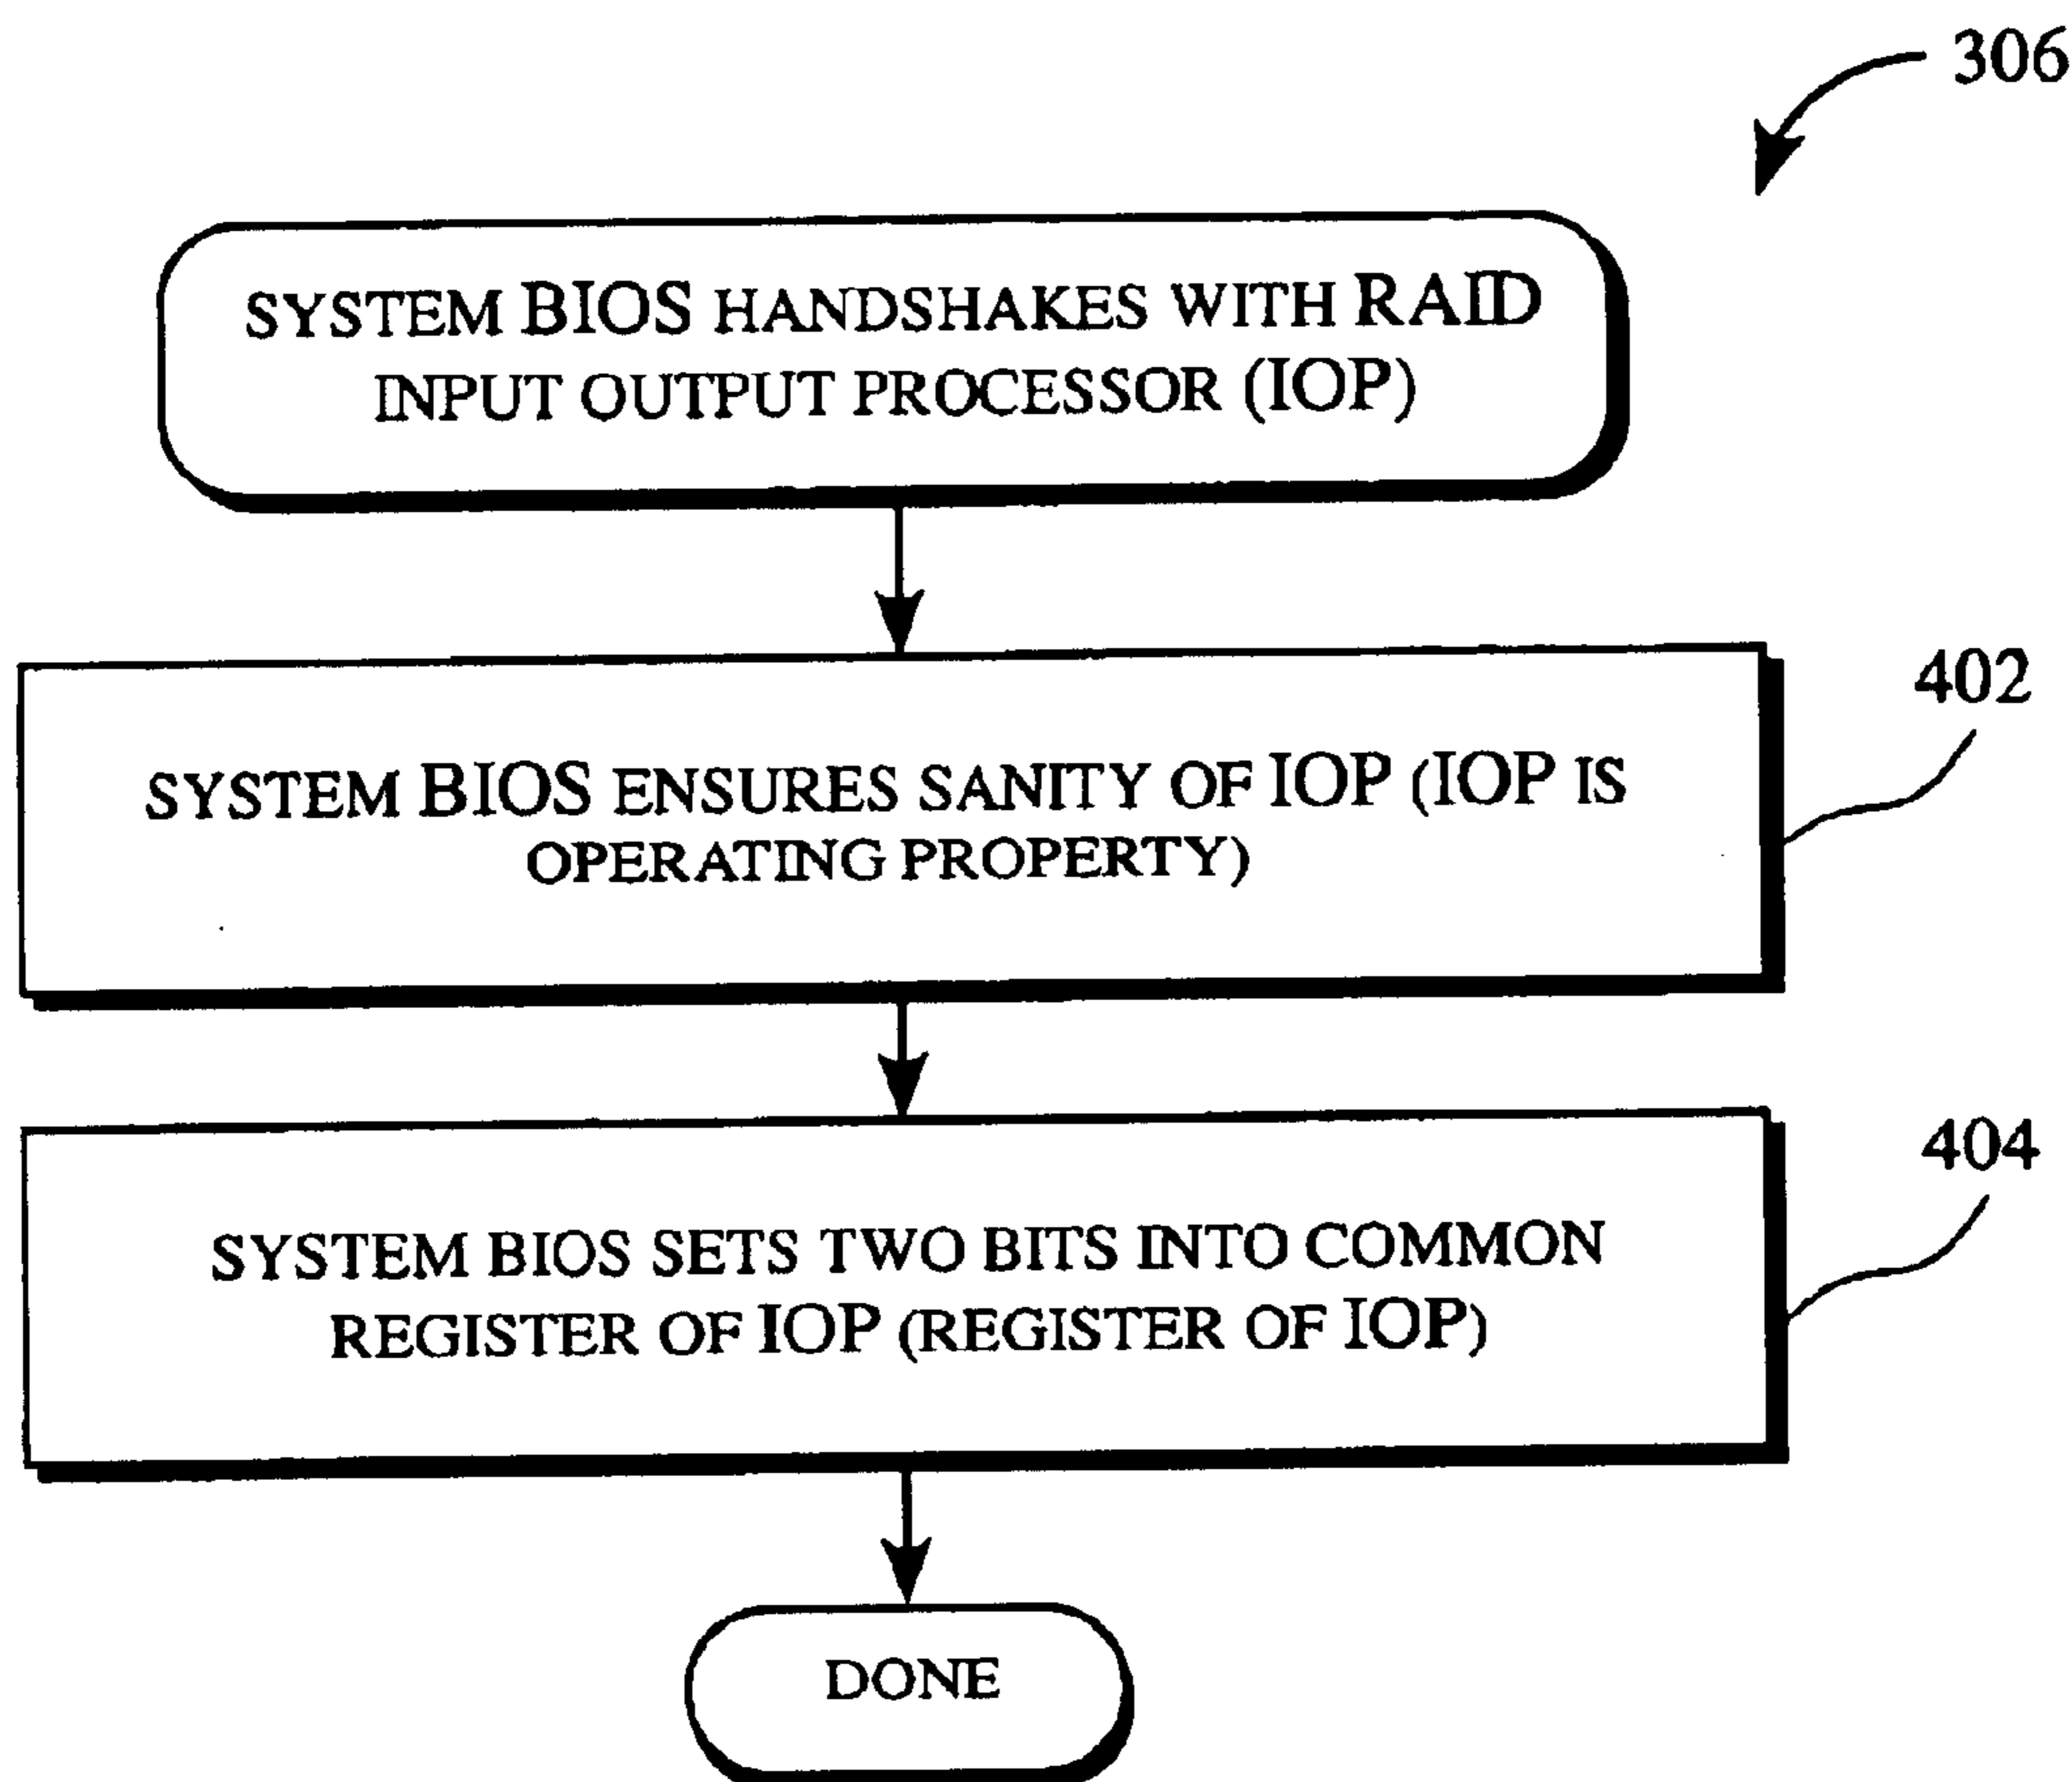 306
SYSTEM BIOS HANDSHAKES WITH RAID
INPUT OUTPUT PROCESSOR (IOP)
402
SYSTEM BIOS ENSURES SANITY OF IOP (IOP IS
OPERATING PROPERTY)
404
SYSTEM BIOS SETS TWO BITS INTO COMMON
REGISTER OF IOP (REGISTER OF IOP)
DONE